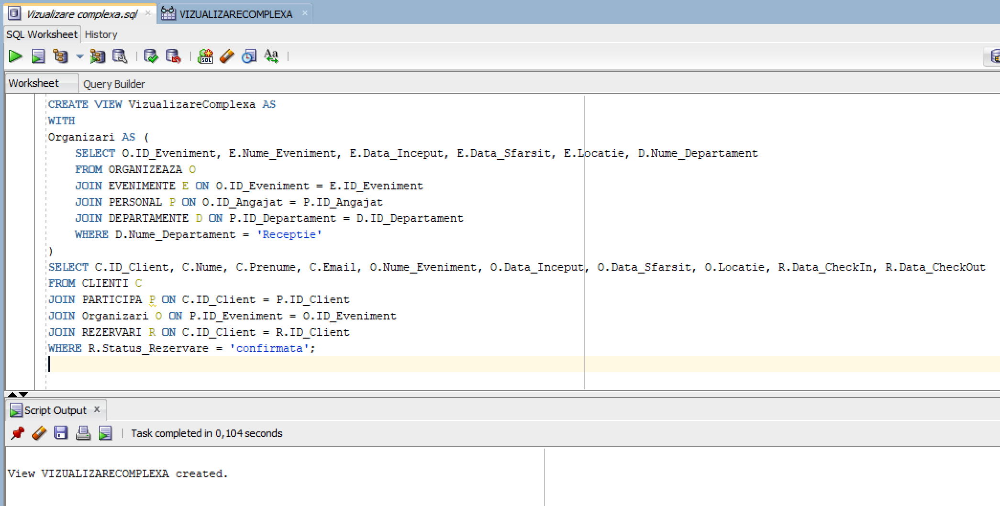 Vizualizare complexa.sql × VIZUALIZARECOMPLEXA ×
SQL Worksheet History
SQL Aa
Worksheet Query Builder
CREATE VIEW VizualizareComplexa AS
WITH
Organizari AS (
SELECT O.ID_Eveniment, E.Nume_Eveniment, E.Data_Inceput, E.Data_Sfarsit, E.Locatie, D.Nume_Departament
FROM ORGANIZEAZA O
JOIN EVENIMENTE E ON O.ID_Eveniment = E.ID_Eveniment
JOIN PERSONAL P ON O.ID_Angajat = P.ID_Angajat
JOIN DEPARTAMENTE D ON P.ID_Departament = D.ID_Departament
WHERE D.Nume_Departament = 'Receptie'
)
SELECT C.ID_Client, C.Nume, C.Prenume, C.Email, O.Nume_Eveniment, O.Data_Inceput, O.Data_Sfarsit, O.Locatie, R.Data_CheckIn, R.Data_CheckOut
FROM CLIENTI C
JOIN PARTICIPA P ON C.ID_Client = P.ID_Client
JOIN Organizari O ON P.ID_Eveniment = O.ID_Eveniment
JOIN REZERVARI R ON C.ID_Client = R.ID_Client
WHERE R.Status_Rezervare = 'confirmata';
Script Output ×
Task completed in 0,104 seconds
View VIZUALIZARECOMPLEXA created.